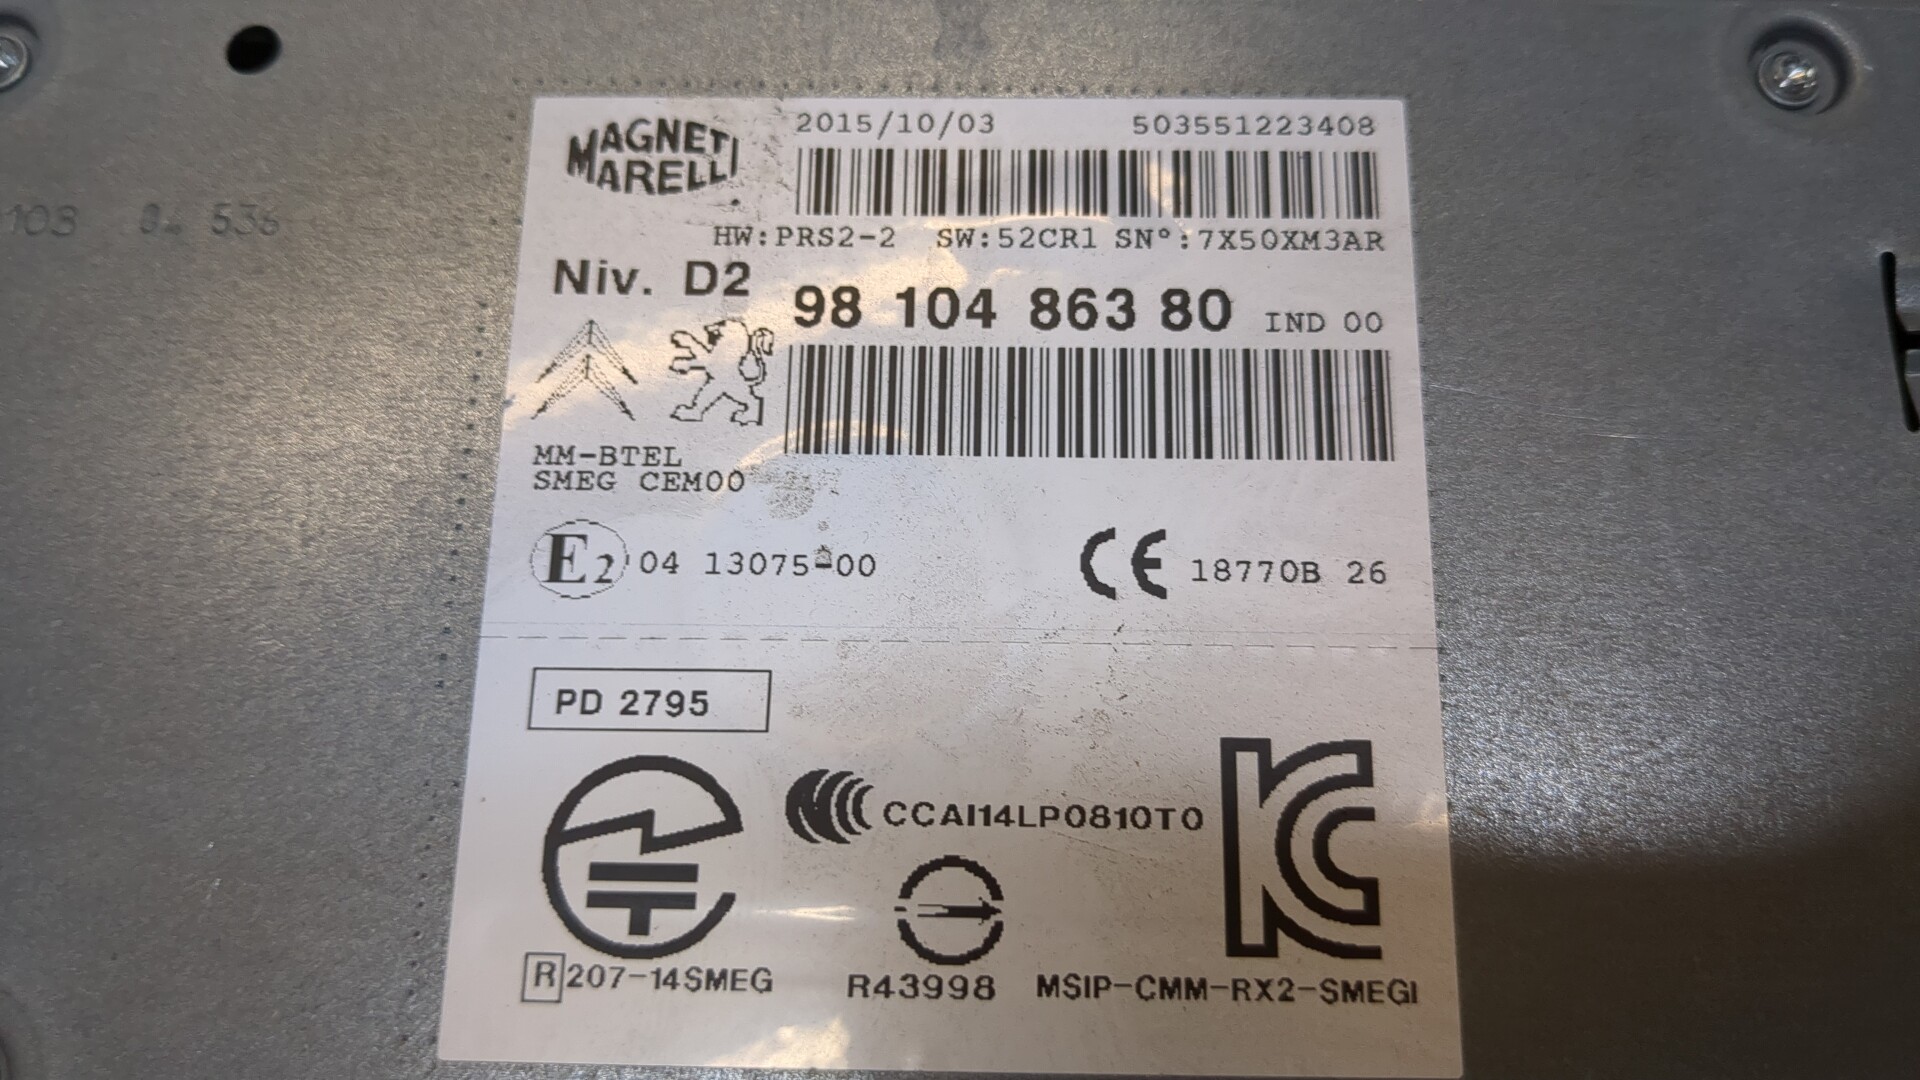 MAGNETI
MARELLI
2015/10/03 503551223408
HW:PRS2-2 SW:52CR1 SN°:7X50XM3AR
Niv. D2
98 104 863 80 IND 00
MM-BTEL
SMEG CEM00
E2 04 13075-00
CE 18770B 26
PD 2795
CCAI14LP0810T0
R 207-14SMEG
R43998
MSIP-CMM-RX2-SMEGI
103 536